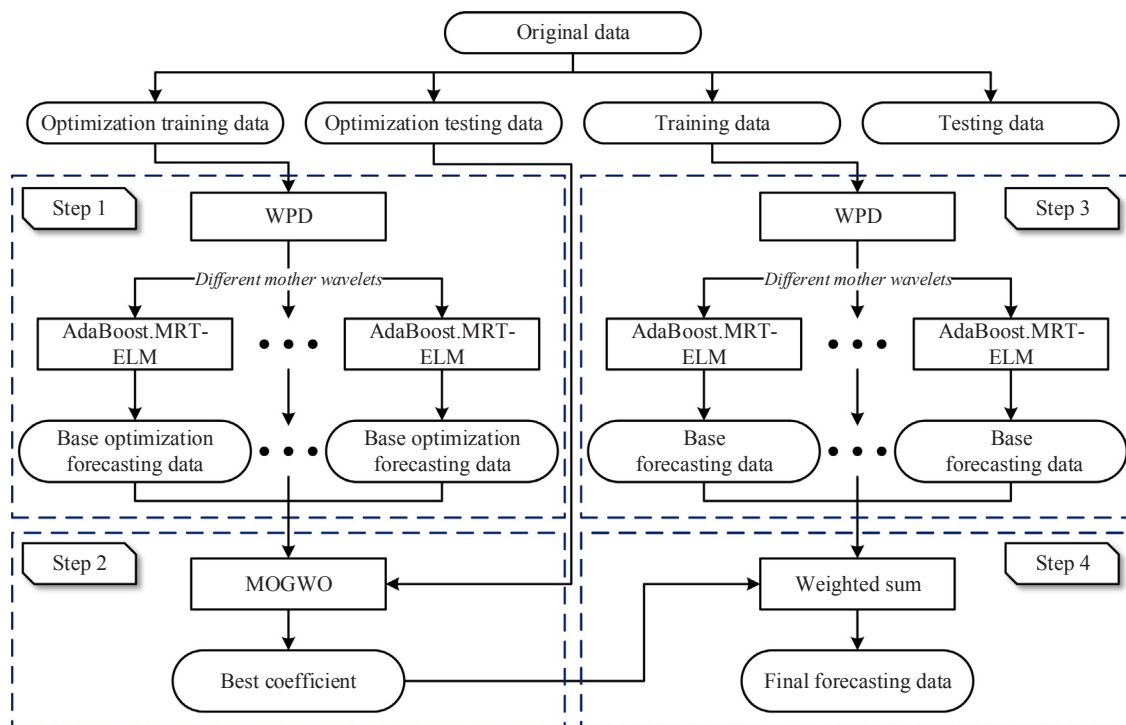 Original data
Optimization training data
Optimization testing data
Training data
Testing data
Step 1
WPD
Different mother wavelets
AdaBoost.MRT-
ELM
AdaBoost.MRT-
ELM
Base optimization
forecasting data
Base optimization
forecasting data
Step 3
WPD
Different mother wavelets
AdaBoost.MRT-
ELM
AdaBoost.MRT-
ELM
Base
forecasting data
Base
forecasting data
Step 2
MOGWO
Best coefficient
Step 4
Weighted sum
Final forecasting data